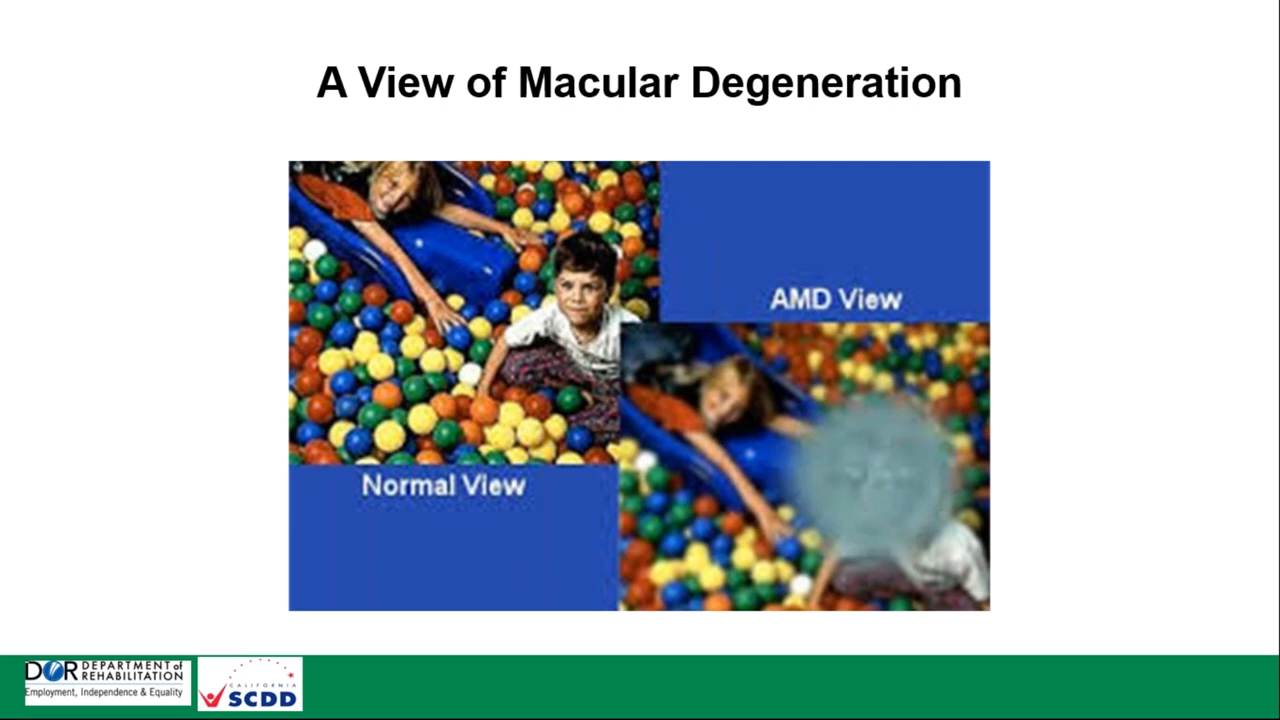 A View of Macular Degeneration
AMD View
Normal View
DOR DEPARTMENT of
REHABILITATION
Employment, Independence & Equality
CALIFORNIA
SCDD